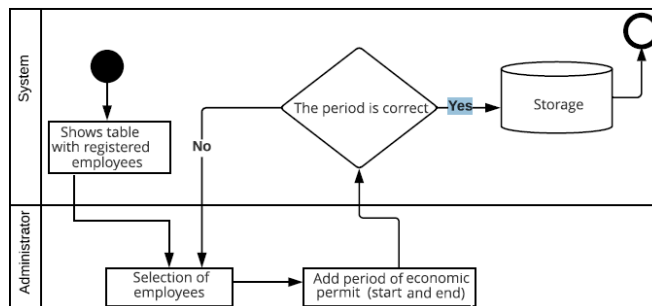 System
Shows table
with registered
employees
The period is correct
Yes
Storage
No
Administrator
Selection of
employees
Add period of economic
permit (start and end)